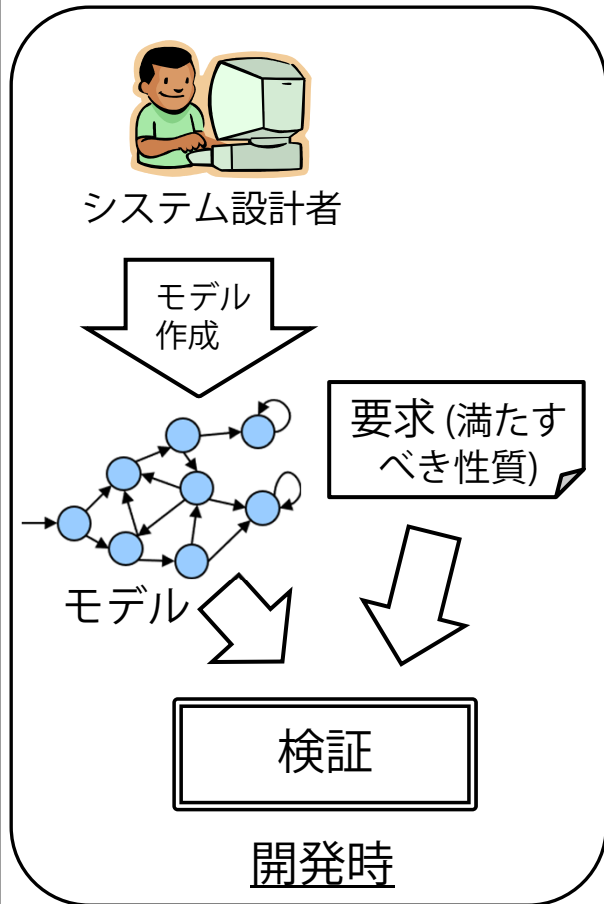 システム設計者
モデル
作成
要求 (満たす
べき性質)
モデル
検証
開発時